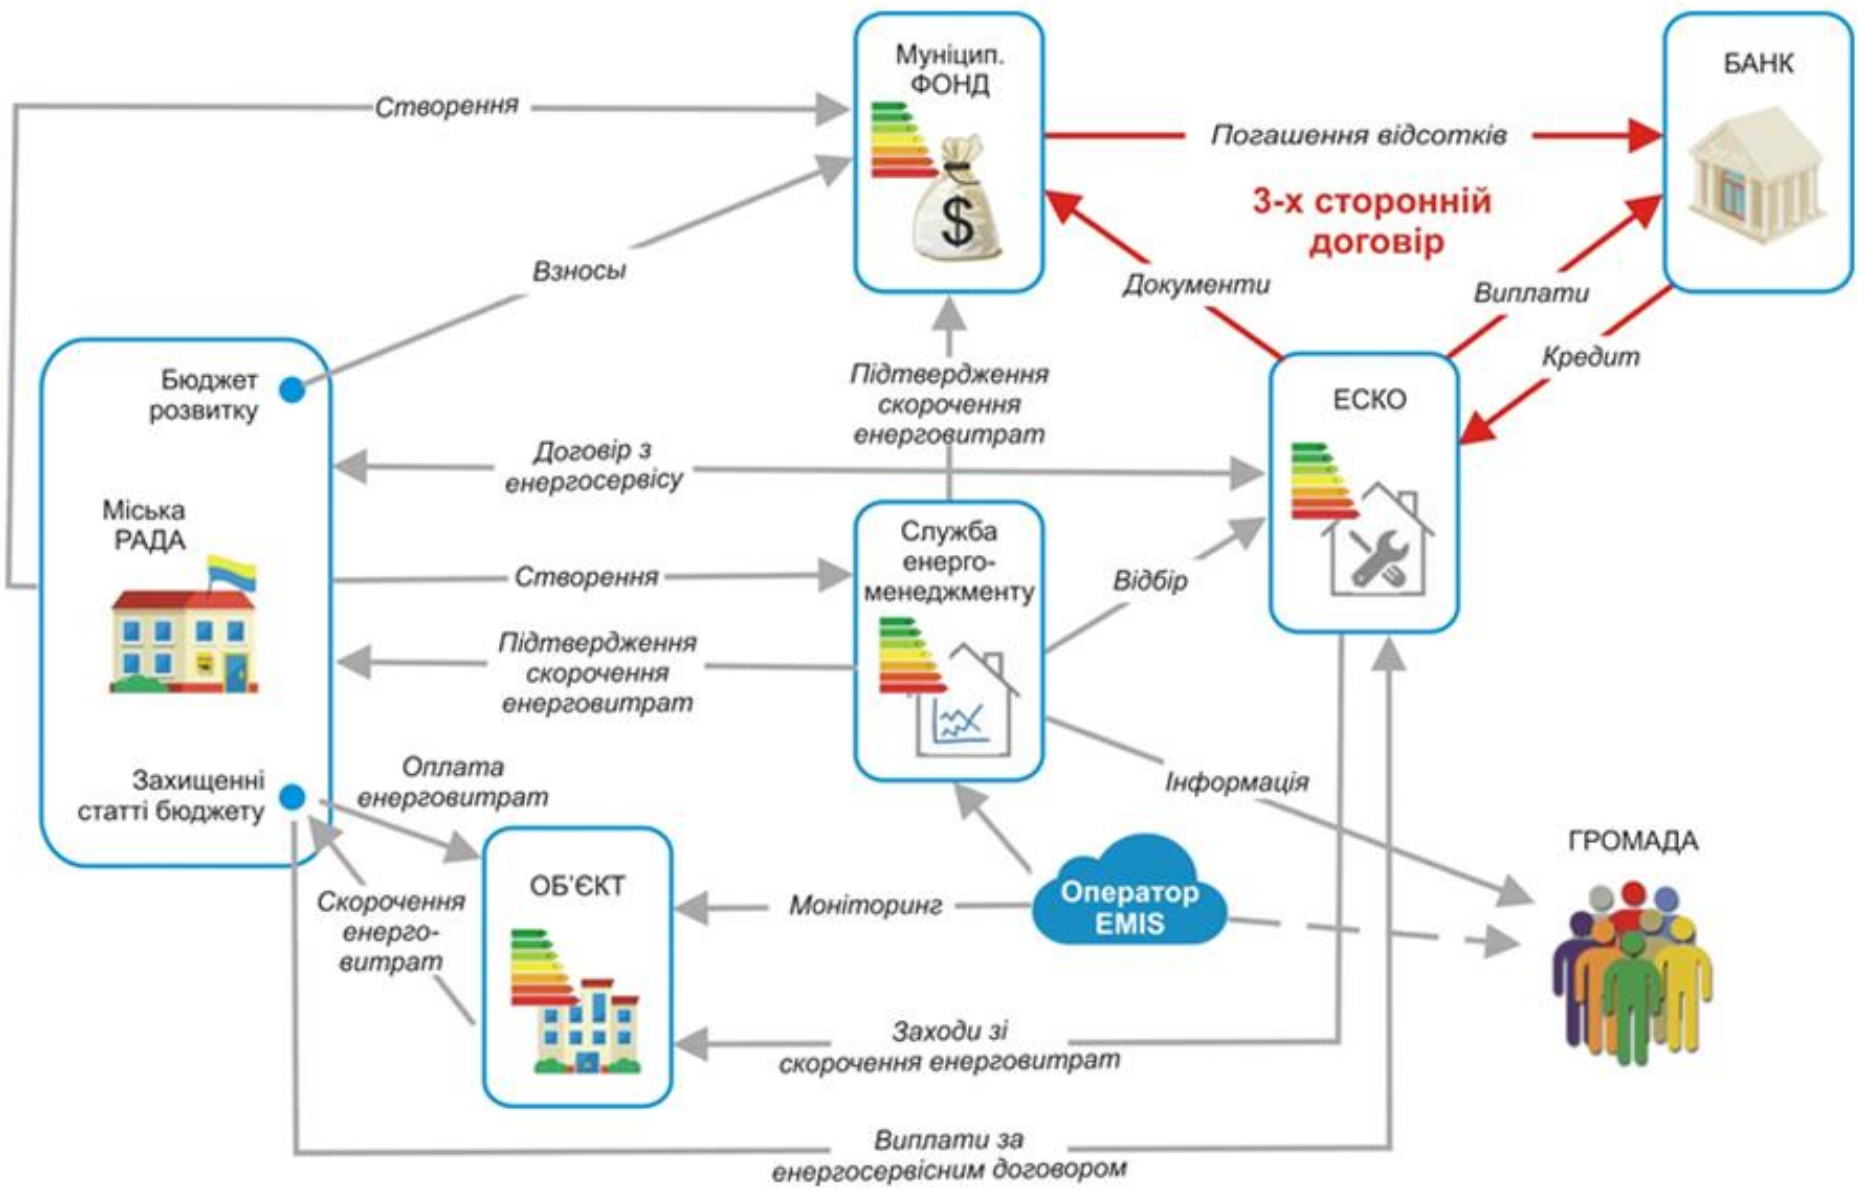 Муніцип.
ФОНД
БАНК
Створення
Погашення відсотків
3-х сторонній
договір
Взносы
Документи
Виплати
Кредит
Бюджет
розвитку
Підтвердження
скорочення
енерговитрат
ЕСКО
Договір з
енергосервісу
Міська
РАДА
Служба
енерго-
менеджменту
Створення
Відбір
Підтвердження
скорочення
енерговитрат
Захищенні
статті бюджету
Оплата
енерговитрат
Інформація
ГРОМАДА
ОБ'ЄКТ
Скорочення
енерго-
витрат
Моніторинг
Оператор
EMIS
Заходи зі
скорочення енерговитрат
Виплати за
енергосервісним договором
$